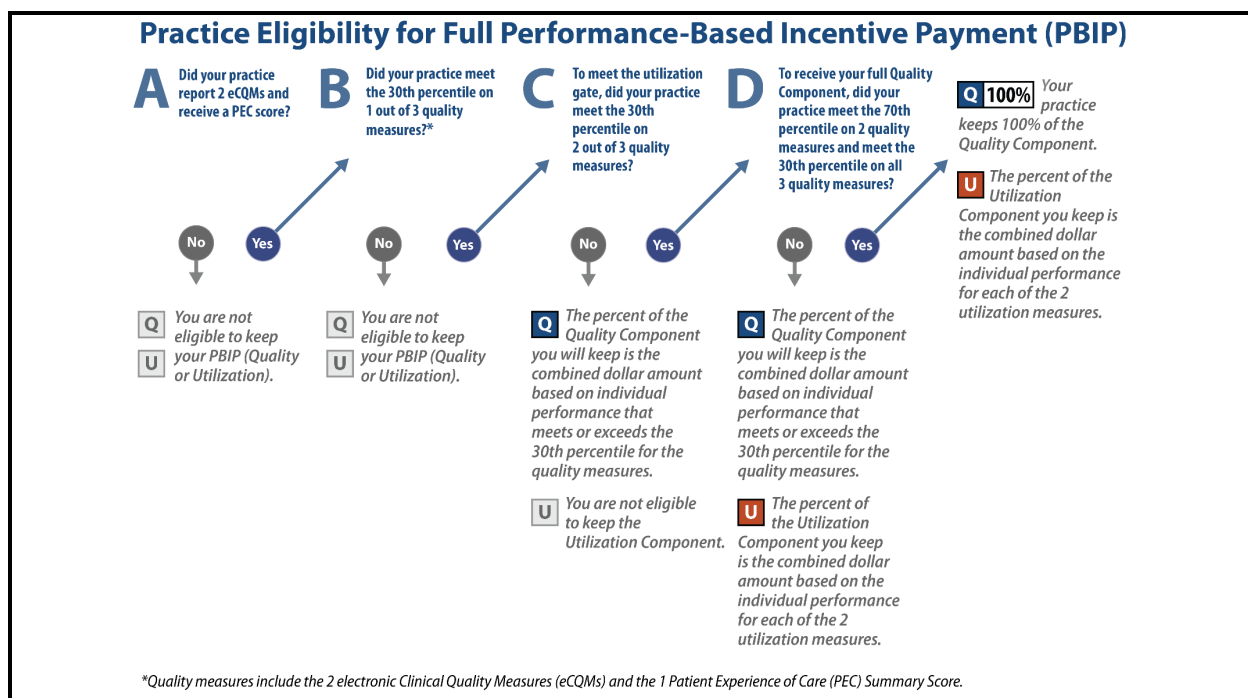 Practice Eligibility for Full Performance-Based Incentive Payment (PBIP)
A
Did your practice
report 2 eCQMs and
receive a PEC score?
No
Yes
Q
U
You are not
eligible to keep
your PBIP (Quality
or Utilization).
B
Did your practice meet
the 30th percentile on
1 out of 3 quality
measures?*
No
Yes
Q
U
You are not
eligible to keep
your PBIP (Quality
or Utilization).
C
To meet the utilization
gate, did your practice
meet the 30th
percentile on
2 out of 3 quality
measures?
No
Yes
Q The percent of the
Quality Component
you will keep is the
combined dollar amount
based on individual
performance that
meets or exceeds the
30th percentile for the
quality measures.
U You are not eligible
to keep the
Utilization Component.
D
To receive your full Quality
Component, did your
practice meet the 70th
percentile on 2 quality
measures and meet the
30th percentile on all
3 quality measures?
No
Yes
Q The percent of the
Quality Component
you will keep is the
combined dollar amount
based on individual
performance that
meets or exceeds the
30th percentile for the
quality measures.
U The percent of
the Utilization
Component you keep
is the combined dollar
amount based on the
individual performance
for each of the 2
utilization measures.
Q 100% Your
practice
keeps 100% of the
Quality Component.
U The percent of the
Utilization
Component you keep is
the combined dollar
amount based on the
individual performance
for each of the 2
utilization measures.
*Quality measures include the 2 electronic Clinical Quality Measures (eCQMs) and the 1 Patient Experience of Care (PEC) Summary Score.